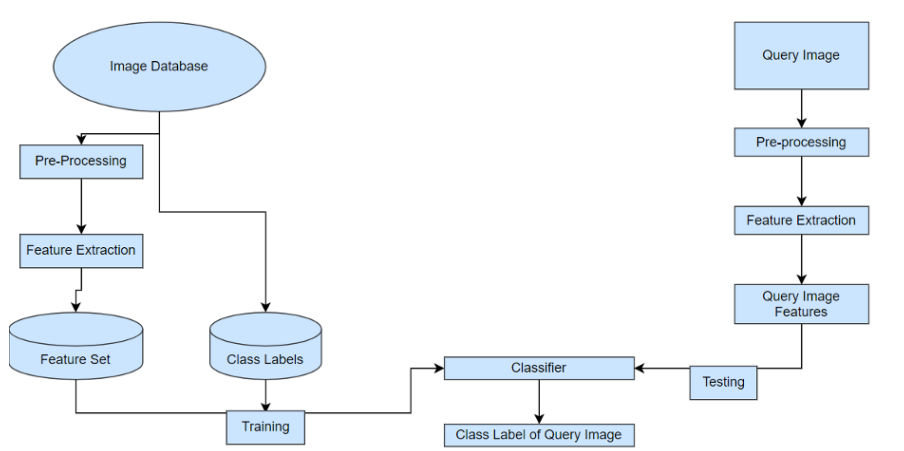 Image Database
Query Image
Pre-Processing
Pre-processing
Feature Extraction
Feature Extraction
Query Image
Features
Feature Set
Class Labels
Classifier
Testing
Training
Class Label of Query Image